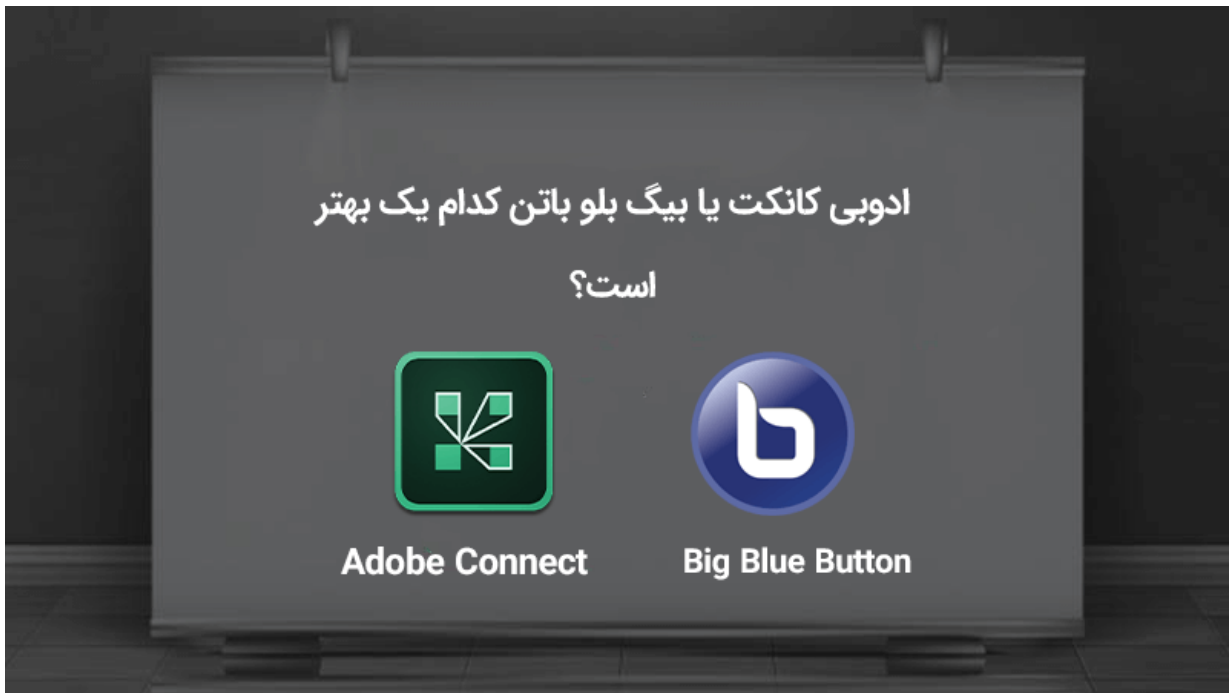 ادوبی کانکت یا بیگ بلو باتن کدام یک بهتر
است؟
Adobe Connect
Big Blue Button